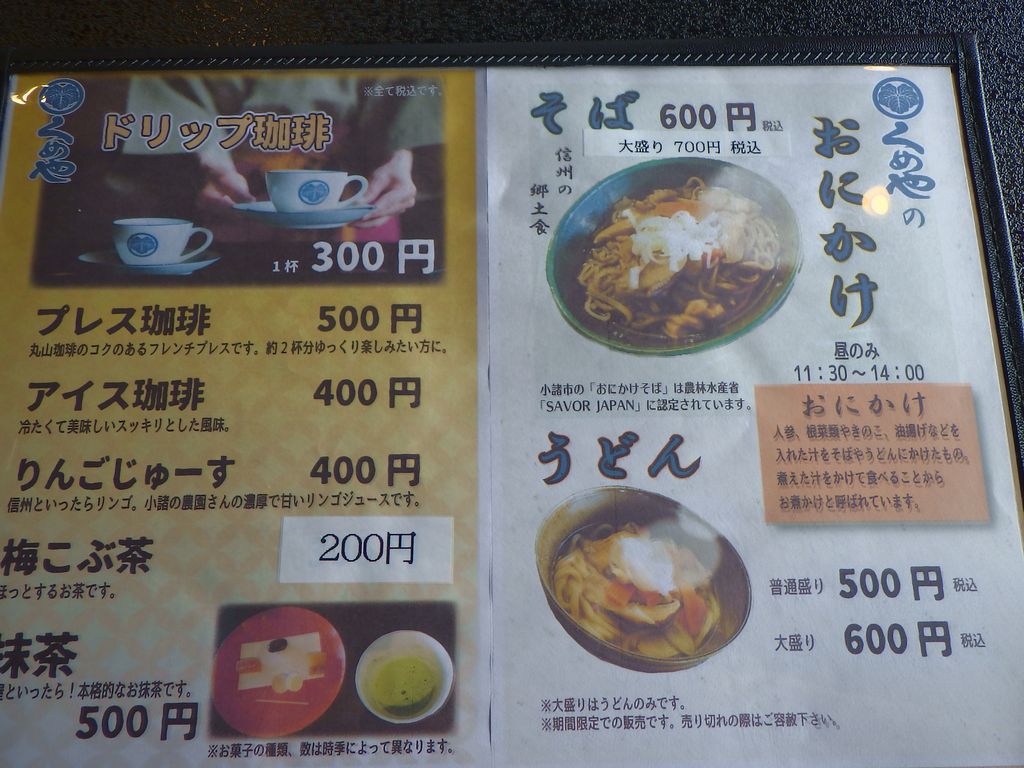 くめや
※全て税込です。
ドリップ珈琲
1杯 300円
プレス珈琲 500円
丸山珈琲のコクのあるフレンチプレスです。約2杯分ゆっくり楽しみたい方に。
アイス珈琲 400円
冷たくて美味しいスッキリとした風味。
りんごじゅーす 400円
信州といったらリンゴ。小諸の農園さんの濃厚で甘いリンゴジュースです。
梅こぶ茶 200円
ほっとするお茶です。
抹茶
といったら!本格的なお抹茶です。
500円
※お菓子の種類、数は時季によって異なります。
くめやの
おにかけ
昼のみ
11:30～14:00
そば 600円 税込
大盛り 700円 税込
信州の
郷土食
小諸市の「おにかけそば」は農林水産省
「SAVOR JAPAN」に認定されています。
おにかけ
人参、根菜類やきのこ、油揚げなどを
入れた汁をそばやうどんにかけたもの。
煮えた汁をかけて食べることから
お煮かけと呼ばれています。
うどん
普通盛り 500円 税込
大盛り 600円 税込
※大盛りはうどんのみです。
※期間限定での販売です。売り切れの際はご容赦下さい。